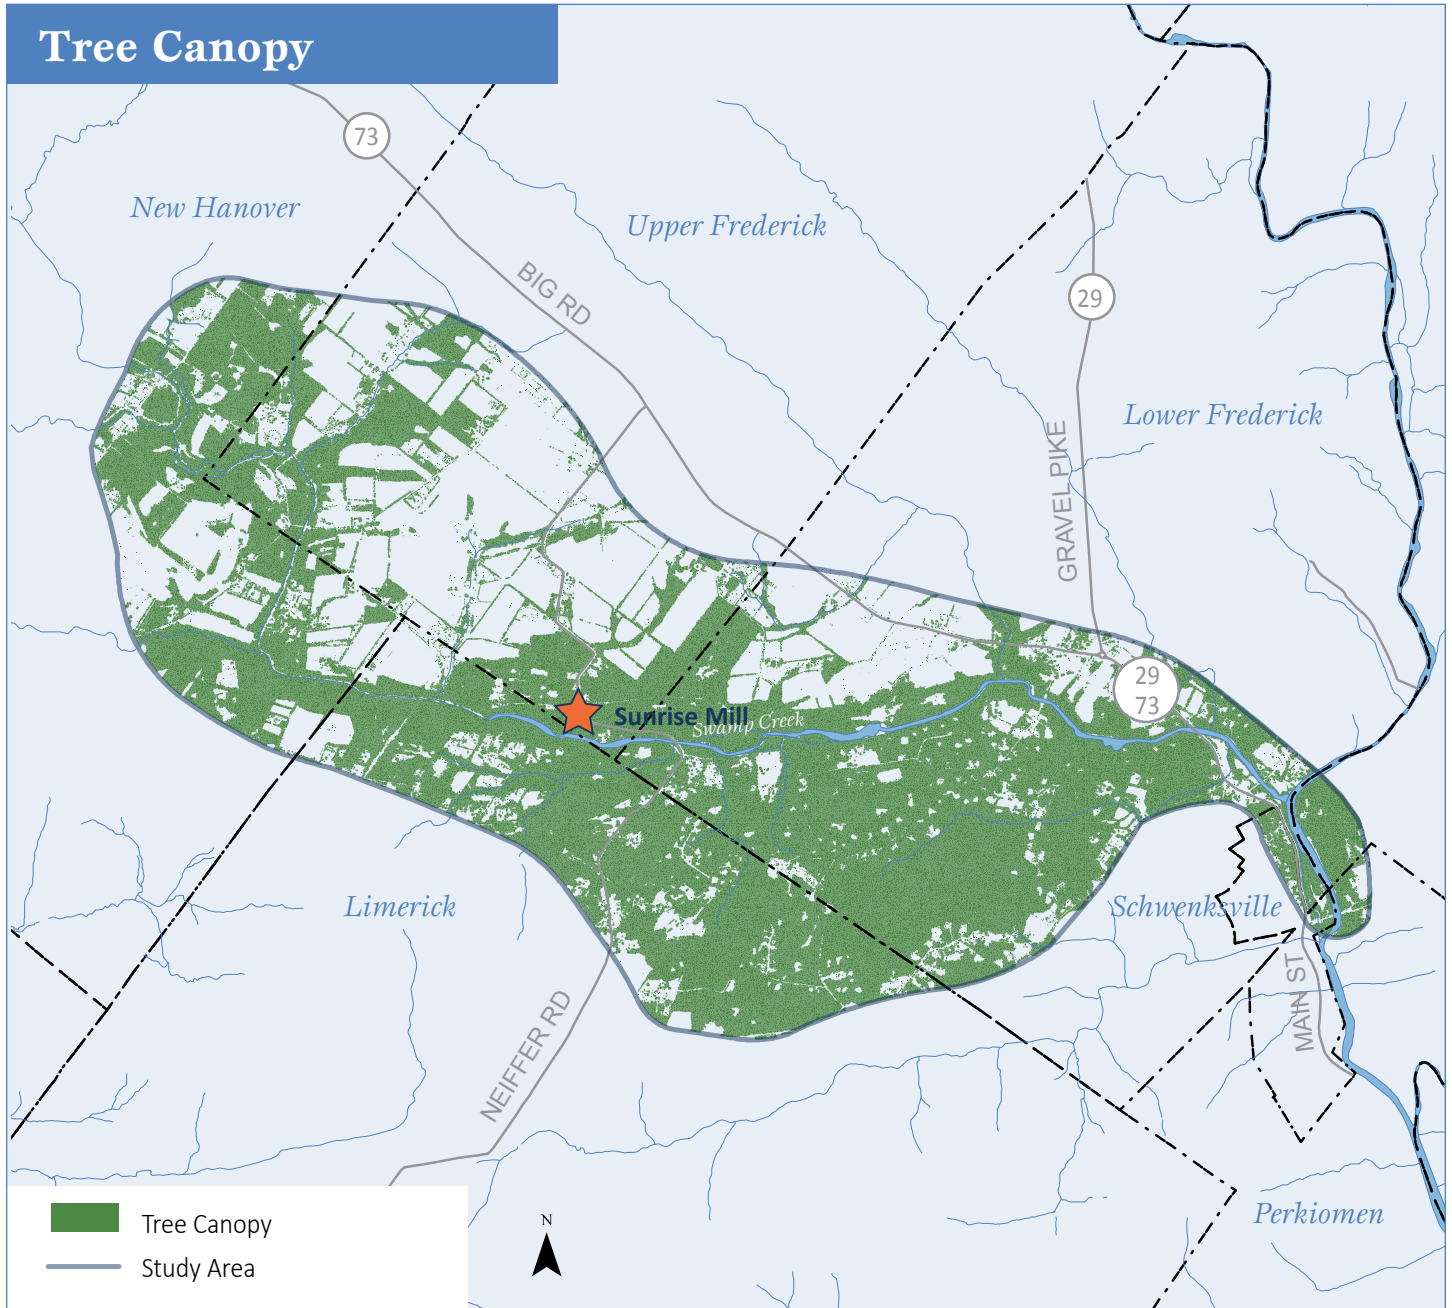 Tree Canopy
73
New Hanover
Upper Frederick
BIG RD
29
Lower Frederick
GRAVEL PIKE
29
73
Sunrise Mill
Swamp Creek
Limerick
Schwenksville
MAIN ST
NEIFFER RD
Perkiomen
N
Tree Canopy
Study Area